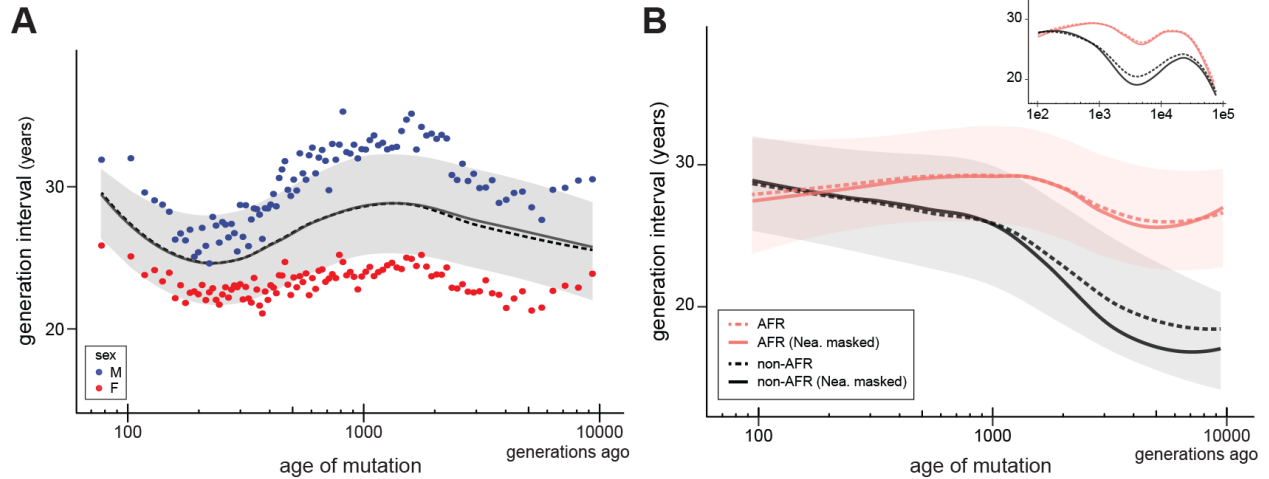 A
generation interval (years)
30
20
sex
M
F
100
1000
10000
generations ago
age of mutation
B
generation interval (years)
30
20
30
20
1e2
1e3
1e4
1e5
AFR
AFR (Nea. masked)
non-AFR
non-AFR (Nea. masked)
100
1000
10000
generations ago
age of mutation